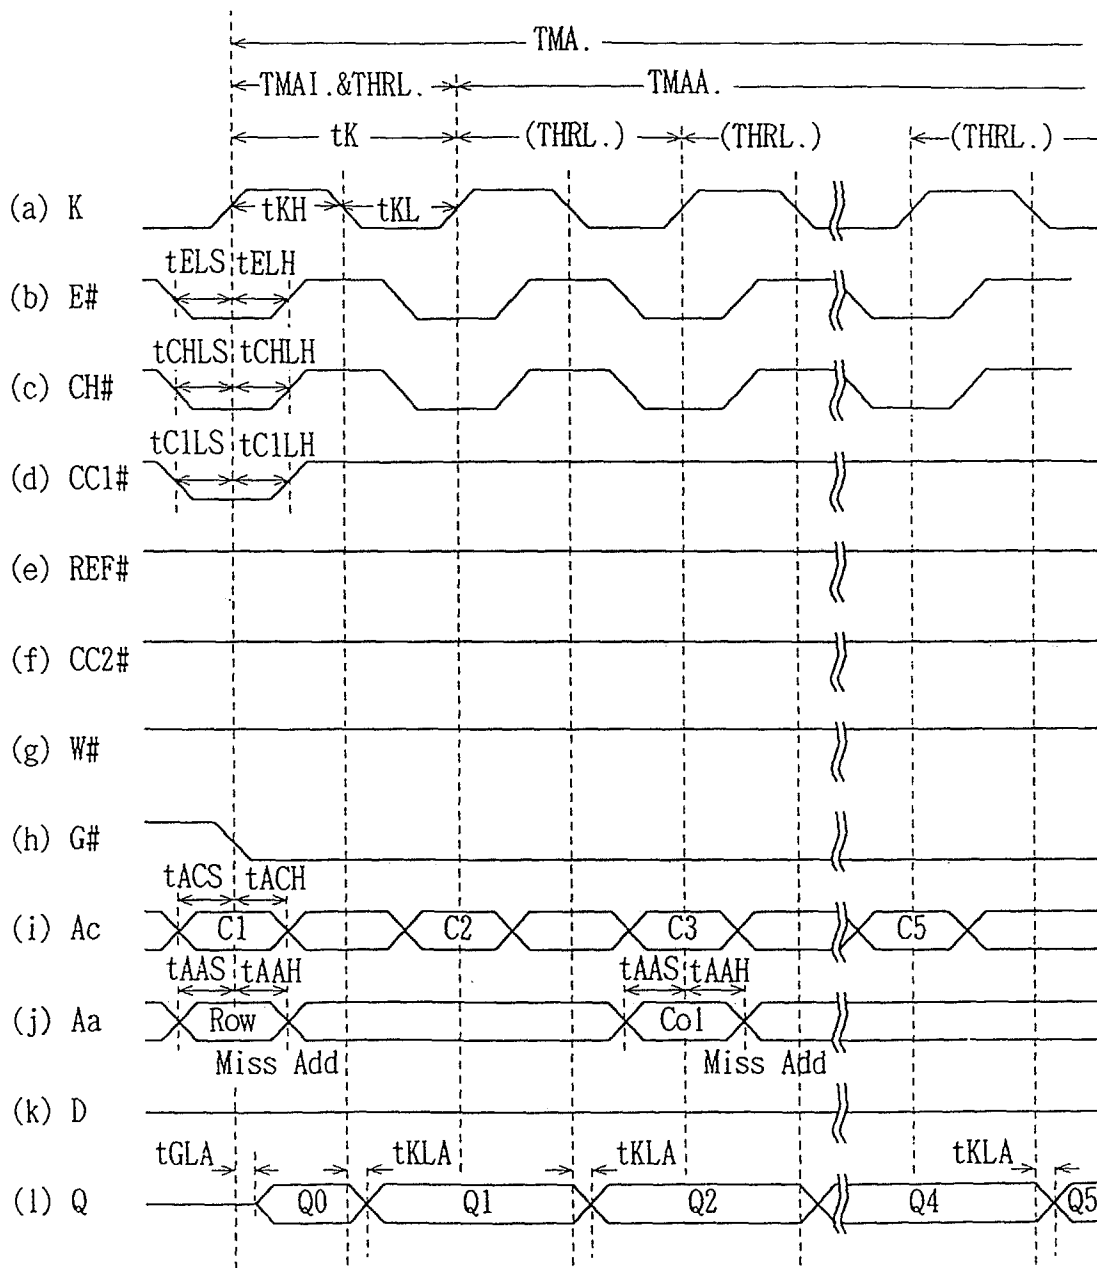 TMA.
TMAI.&THRL. TMAA.
tK (THRL.) (THRL.) (THRL.)
(a) K tKH tKL
tELS tELH
(b) E#
tCHLS tCHLH
(c) CH#
tC1LS tC1LH
(d) CC1#
(e) REF#
(f) CC2#
(g) W#
(h) G#
tACS tACH
(i) Ac C1 C2 C3 C5
tAAS tAAH tAAS tAAH
(j) Aa Row Col
Miss Add Miss Add
(k) D
tGLA tKLA tKLA tKLA
(l) Q Q0 Q1 Q2 Q4 Q5